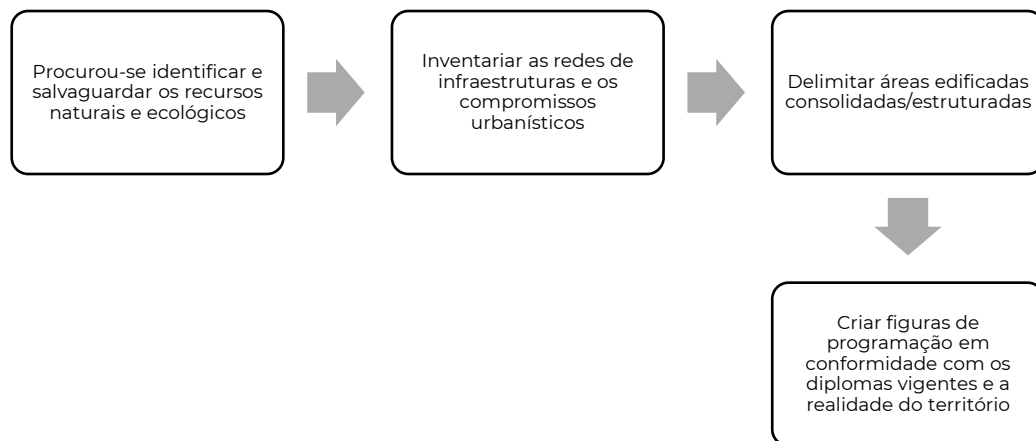 Procurou-se identificar e
salvaguardar os recursos
naturais e ecológicos
Inventariar as redes de
infraestruturas e os
compromissos
urbanísticos
Delimitar áreas edificadas
consolidadas/estruturadas
Criar figuras de
programação em
conformidade com os
diplomas vigentes e a
realidade do território